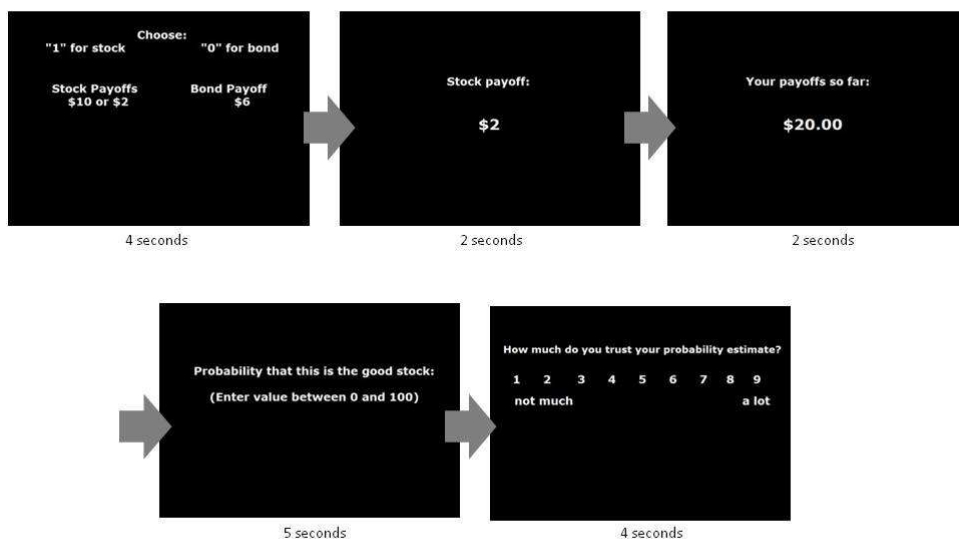 Choose:
"1" for stock "0" for bond
Stock Payoffs Bond Payoff
$10 or $2 $6
4 seconds
Stock payoff:
$2
2 seconds
Your payoffs so far:
$20.00
2 seconds
Probability that this is the good stock:
(Enter value between 0 and 100)
5 seconds
How much do you trust your probability estimate?
1 2 3 4 5 6 7 8 9
not much a lot
4 seconds